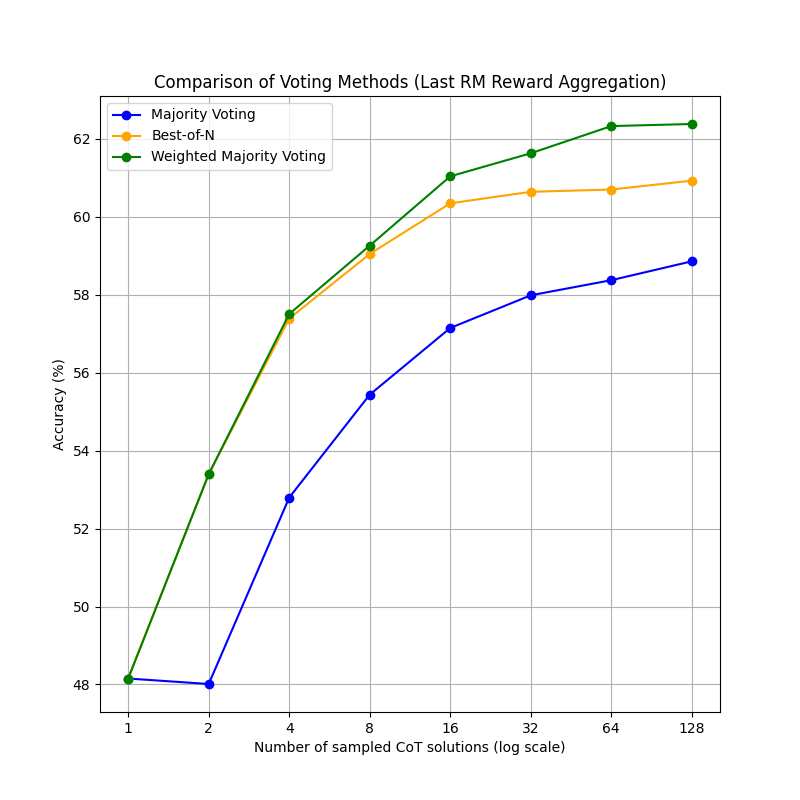 Comparison of Voting Methods (Last RM Reward Aggregation)
Majority Voting
Best-of-N
Weighted Majority Voting
62
60
58
56
54
52
50
48
Accuracy (%)
1 2 4 8 16 32 64 128
Number of sampled CoT solutions (log scale)